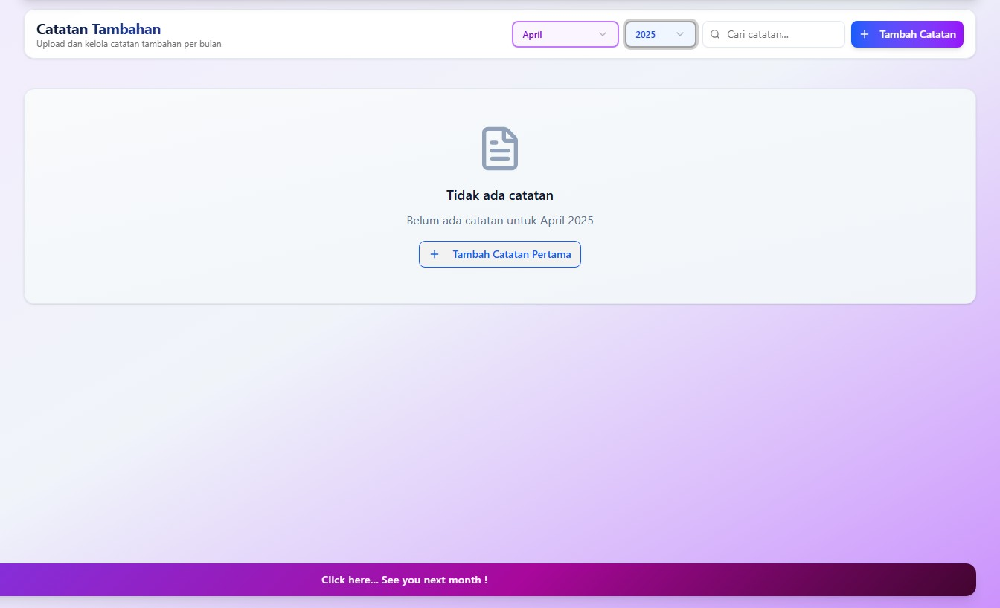 Catatan Tambahan
Upload dan kelola catatan tambahan per bulan
April
2025
Cari catatan...
Tambah Catatan
Tidak ada catatan
Belum ada catatan untuk April 2025
Tambah Catatan Pertama
Click here... See you next month !